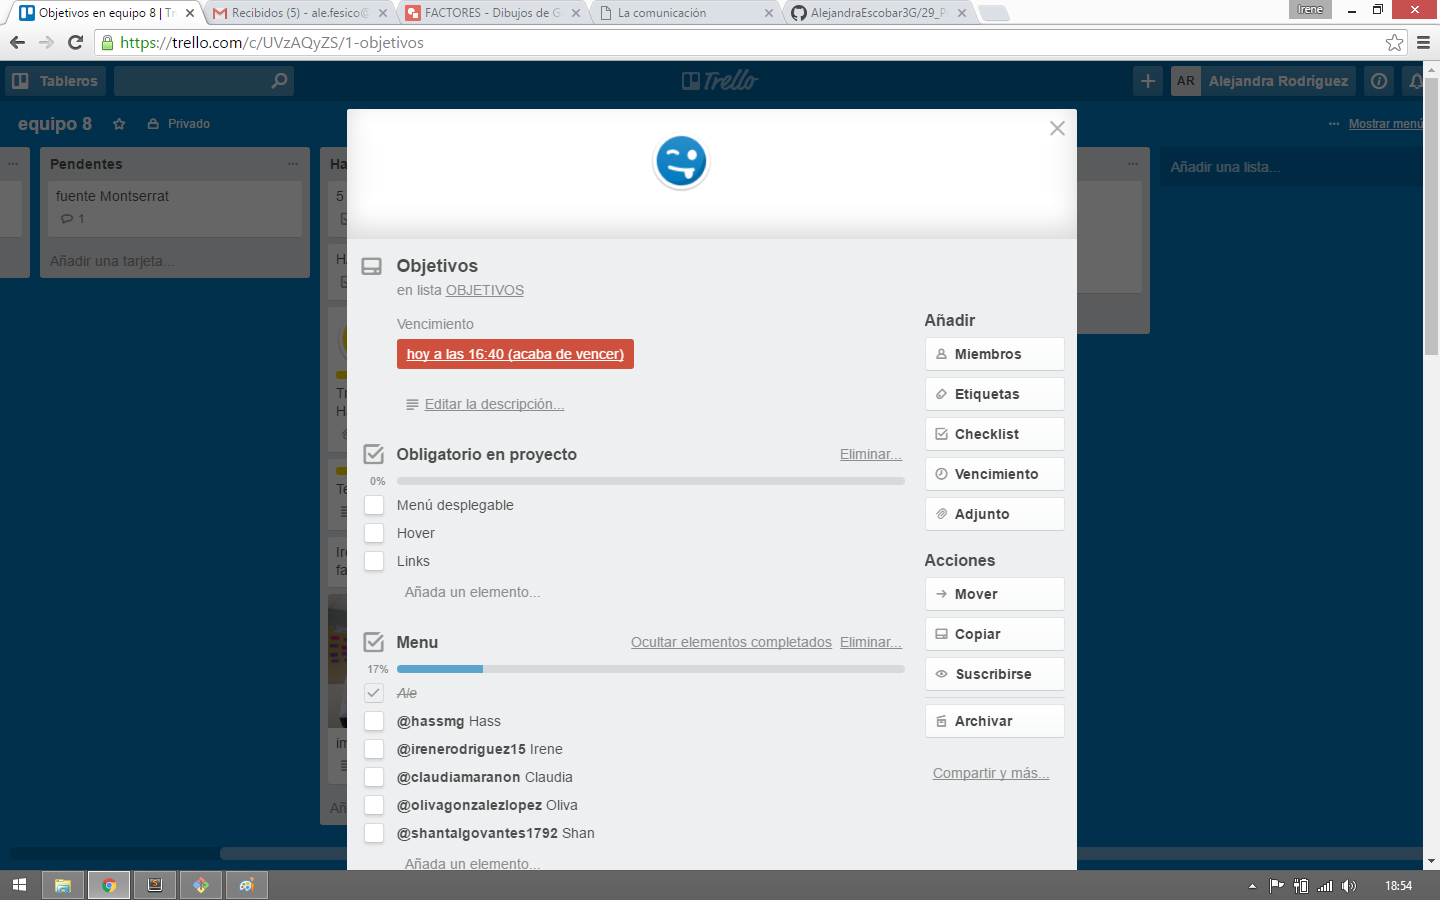 Objetivos en equipo 8 | Tr
Recibidos (5) - ale.fesico@
FACTORES - Dibujos de G
La comunicación
AlejandraEscobar3G/29_P
Irene
https://trello.com/c/UVzAQyZS/1-objetivos
Tableros
Trello
AR
Alejandra Rodríguez
equipo 8
Privado
Mostrar menú
Pendentes
fuente Montserrat
1
Añadir una tarjeta...
Ha
5
Añadir una lista...
Objetivos
en lista OBJETIVOS
Vencimiento
hoy a las 16:40 (acaba de vencer)
Editar la descripción...
Obligatorio en proyecto
Eliminar...
0%
Menú desplegable
Hover
Links
Añada un elemento...
Menu
Ocultar elementos completados
Eliminar...
17%
Ale
@hassmg Hass
@irenerodriguez15 Irene
@claudiamaranon Claudia
@olivagonzalezlopez Oliva
@shantalgovantes1792 Shan
Añada un elemento...
Añadir
Miembros
Etiquetas
Checklist
Vencimiento
Adjunto
Acciones
Mover
Copiar
Suscribirse
Archivar
Compartir y más...
18:54